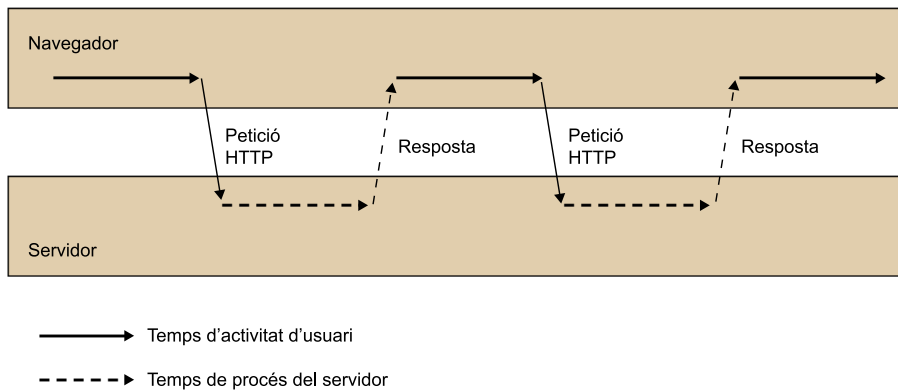 Navegador
Petició
HTTP
Resposta
Petició
HTTP
Resposta
Servidor
Temps d'activitat d'usuari
Temps de procés del servidor